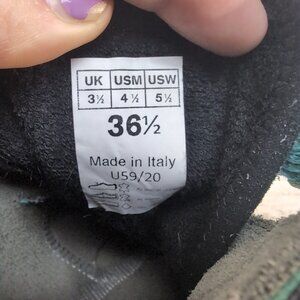 UK USM USW
3½ 4½ 5½
36½
Made in Italy
U59/20